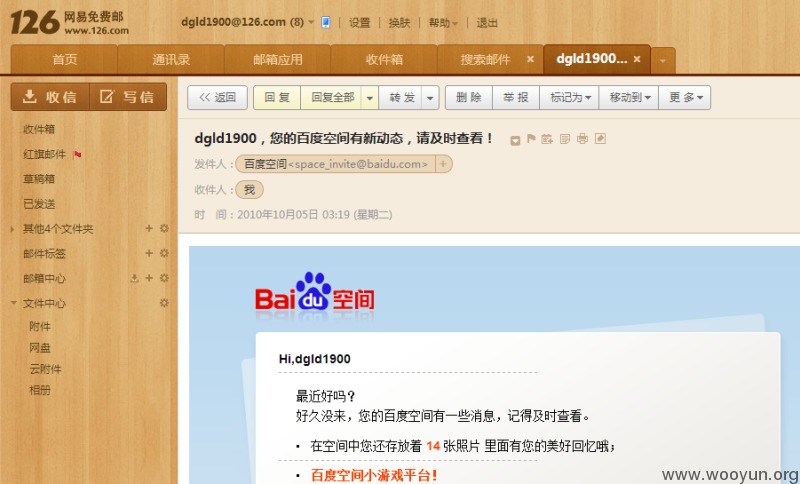 126 网易免费邮
www.126.com
dgld1900@126.com (8) | 设置 | 换肤 | 帮助 | 退出
首页 通讯录 邮箱应用 收件箱 搜索邮件 × dgld1900... ×
收信 写信
<< 返回 回复 回复全部 转发 删除 举报 标记为 移动到 更多
收件箱
红旗邮件
草稿箱
已发送
其他4个文件夹
邮件标签
邮箱中心
文件中心
附件
网盘
云附件
相册
dgld1900，您的百度空间有新动态，请及时查看！
发件人：百度空间<space_invite@baidu.com> +
收件人：我
时 间：2010年10月05日 03:19 (星期二)
Baidu空间
Hi,dgld1900
最近好吗？
好久没来，您的百度空间有一些消息，记得及时查看。
• 在空间中您还存放着 14 张照片 里面有您的美好回忆哦；
• 百度空间小游戏平台！
www.wooyun.org